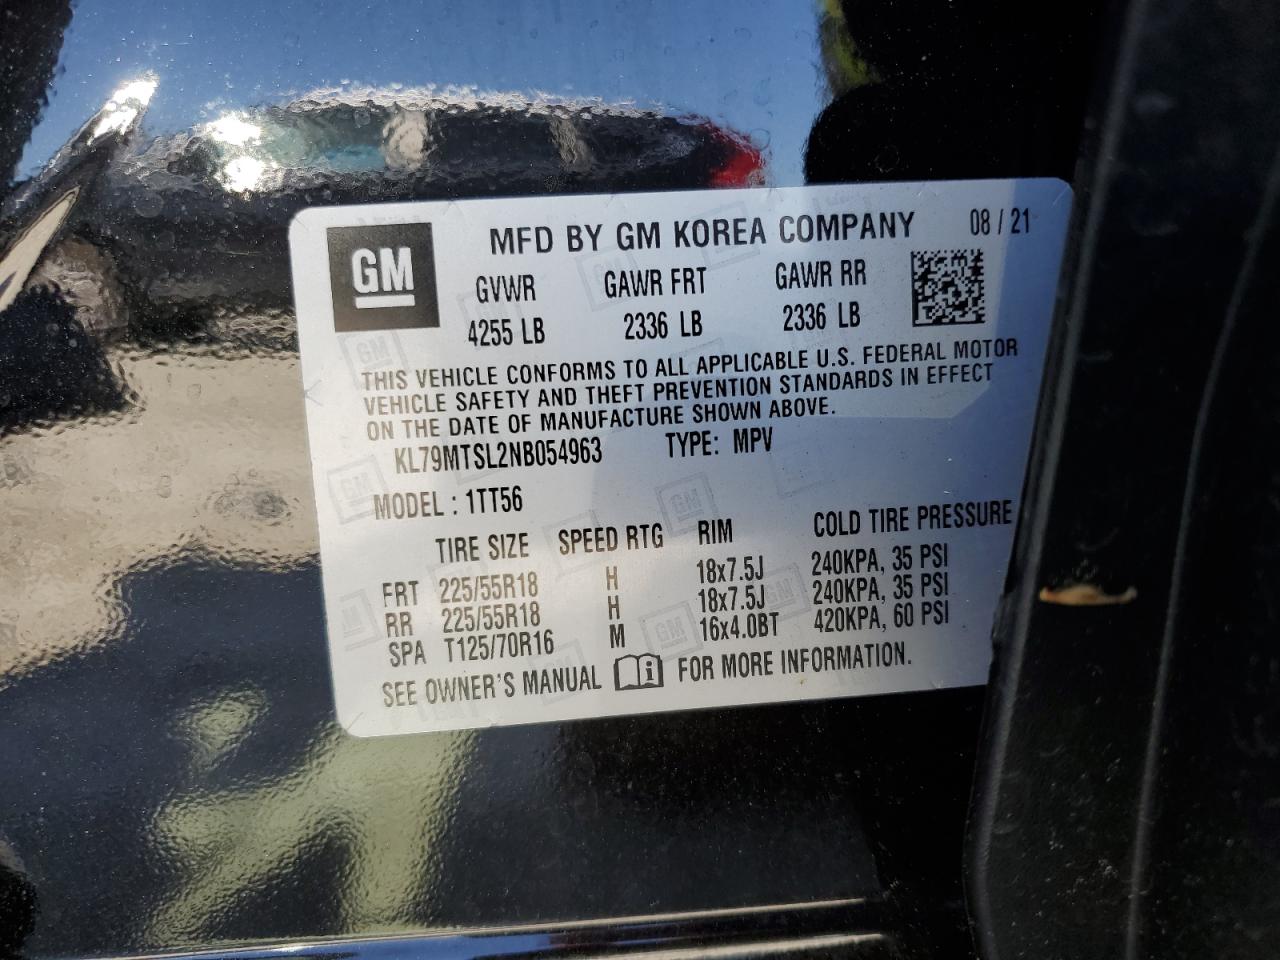 GM
MFD BY GM KOREA COMPANY 08 / 21
GVWR GAWR FRT GAWR RR
4255 LB 2336 LB 2336 LB
THIS VEHICLE CONFORMS TO ALL APPLICABLE U.S. FEDERAL MOTOR
VEHICLE SAFETY AND THEFT PREVENTION STANDARDS IN EFFECT
ON THE DATE OF MANUFACTURE SHOWN ABOVE.
KL79MTSL2NB054963 TYPE: MPV
MODEL : 1TT56
TIRE SIZE SPEED RTG RIM COLD TIRE PRESSURE
FRT 225/55R18 H 18x7.5J 240KPA, 35 PSI
RR 225/55R18 H 18x7.5J 240KPA, 35 PSI
SPA T125/70R16 M 16x4.0BT 420KPA, 60 PSI
SEE OWNER'S MANUAL i FOR MORE INFORMATION.